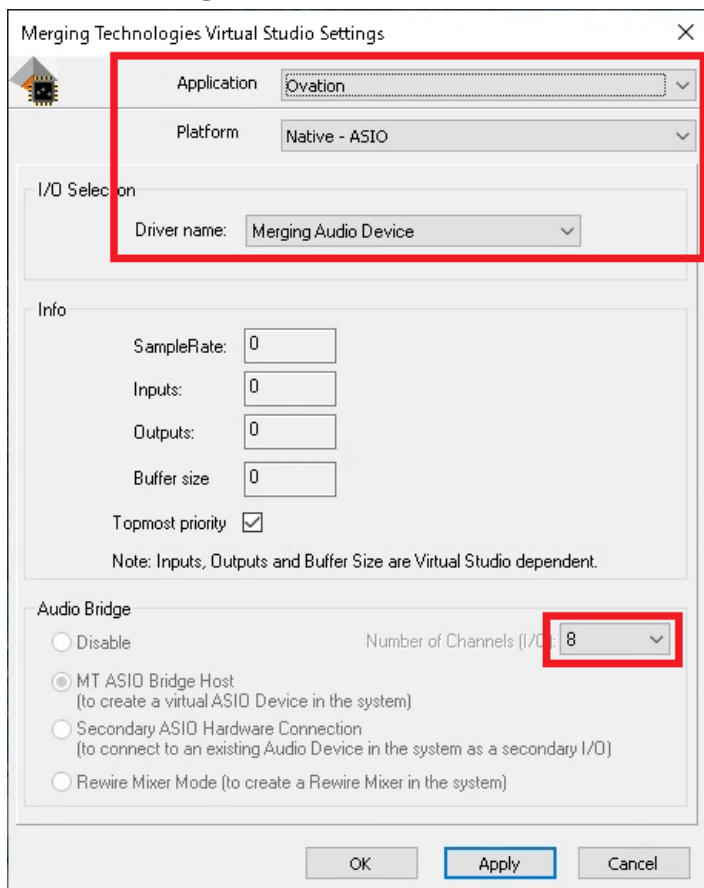 Merging Technologies Virtual Studio Settings
Application Ovation
Platform Native - ASIO
I/O Selection
Driver name: Merging Audio Device
Info
SampleRate: 0
Inputs: 0
Outputs: 0
Buffer size 0
Topmost priority
Note: Inputs, Outputs and Buffer Size are Virtual Studio dependent.
Audio Bridge
Disable Number of Channels (I/O): 8
MT ASIO Bridge Host
(to create a virtual ASIO Device in the system)
Secondary ASIO Hardware Connection
(to connect to an existing Audio Device in the system as a secondary I/O)
Rewire Mixer Mode (to create a Rewire Mixer in the system)
OK Apply Cancel